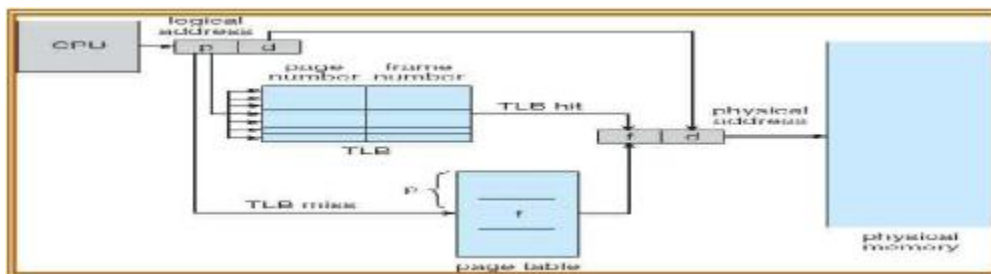 CPU
logical
address
p d
page
number
frame
number
TLB hit
TLB
physical
address
f d
p
TLB miss
f
page table
physical
memory